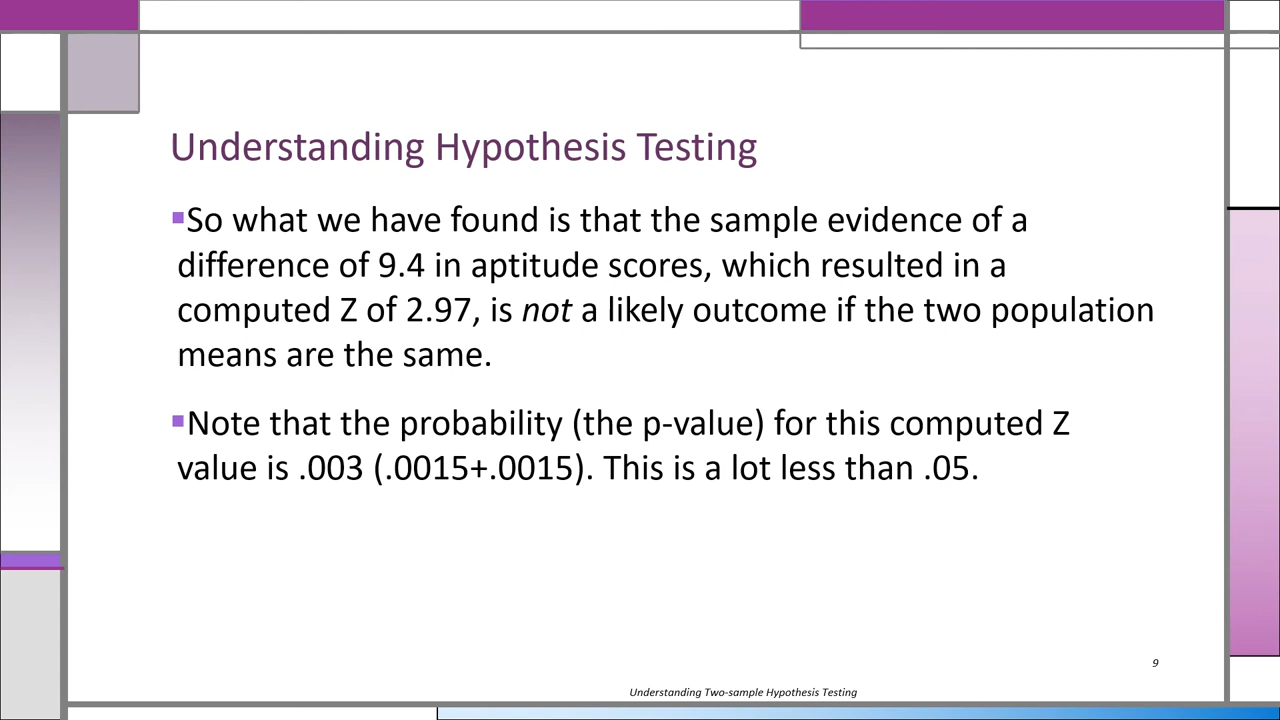 Understanding Hypothesis Testing
▪So what we have found is that the sample evidence of a
difference of 9.4 in aptitude scores, which resulted in a
computed Z of 2.97, is not a likely outcome if the two population
means are the same.
▪Note that the probability (the p-value) for this computed Z
value is .003 (.0015+.0015). This is a lot less than .05.
9
Understanding Two-sample Hypothesis Testing